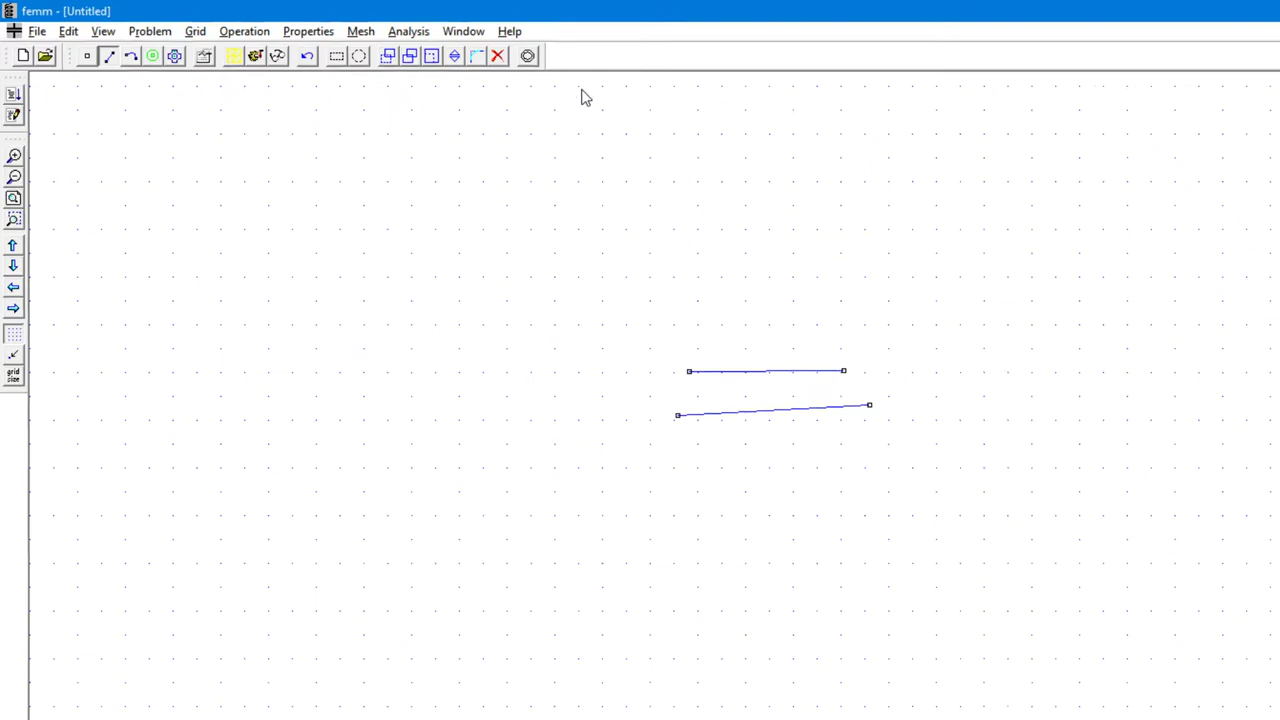 femm - [Untitled]
File Edit View Problem Grid Operation Properties Mesh Analysis Window Help
grid
size